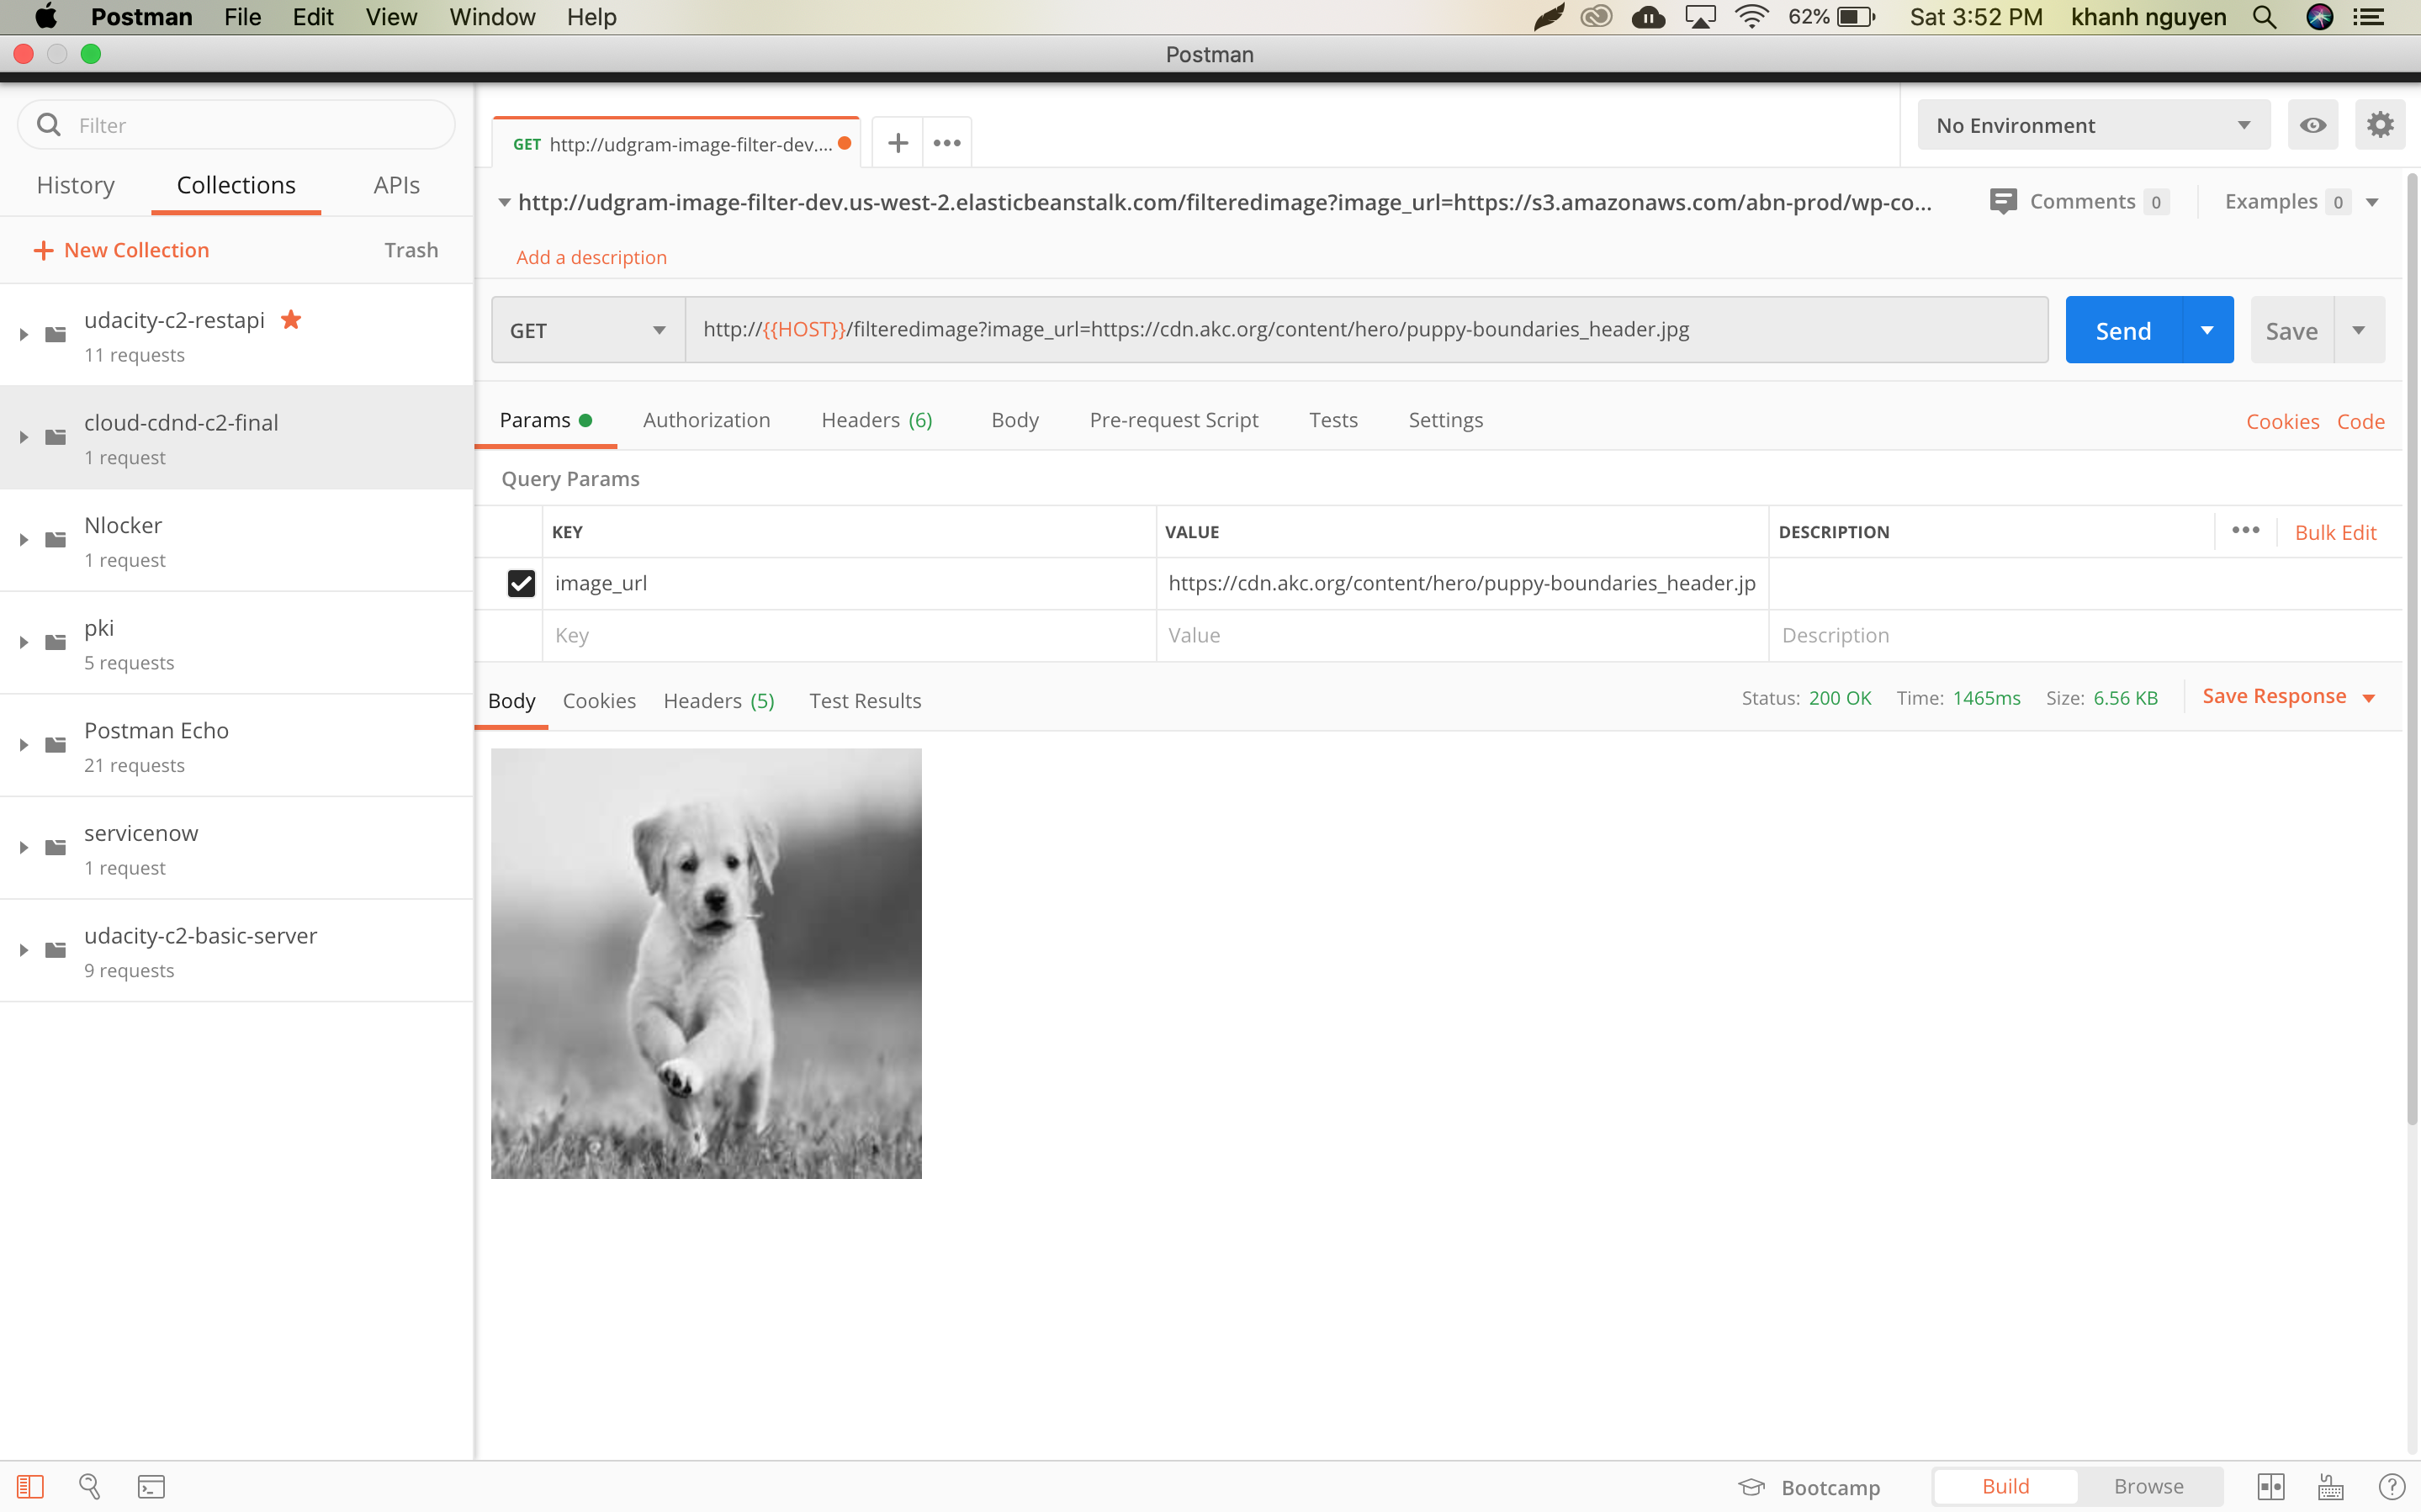 Postman File Edit View Window Help 62% Sat 3:52 PM khanh nguyen
Postman
Filter
History Collections APIs
+ New Collection Trash
udacity-c2-restapi
11 requests
cloud-cdnd-c2-final
1 request
Nlocker
1 request
pki
5 requests
Postman Echo
21 requests
servicenow
1 request
udacity-c2-basic-server
9 requests
GET http://udgram-image-filter-dev.... + •••
No Environment
http://udgram-image-filter-dev.us-west-2.elasticbeanstalk.com/filteredimage?image_url=https://s3.amazonaws.com/abn-prod/wp-co... Comments 0 Examples 0
Add a description
GET http://{{HOST}}/filteredimage?image_url=https://cdn.akc.org/content/hero/puppy-boundaries_header.jpg Send Save
Params Authorization Headers (6) Body Pre-request Script Tests Settings Cookies Code
Query Params
KEY VALUE DESCRIPTION ••• Bulk Edit
image_url https://cdn.akc.org/content/hero/puppy-boundaries_header.jp
Key Value Description
Body Cookies Headers (5) Test Results Status: 200 OK Time: 1465ms Size: 6.56 KB Save Response
Bootcamp Build Browse ?